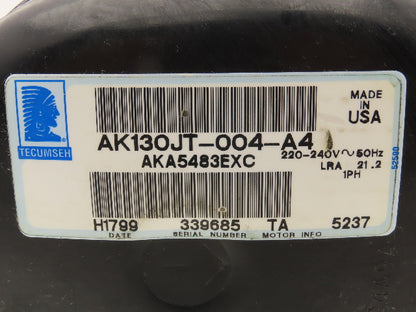 TECUMSEH
MADE
IN
USA
AK130JT-004-A4
AKA5483EXC
220-240V~50Hz
LRA 21.2
1PH
52590
H1799 339685 TA 5237
DATE SERIAL NUMBER MOTOR INFO